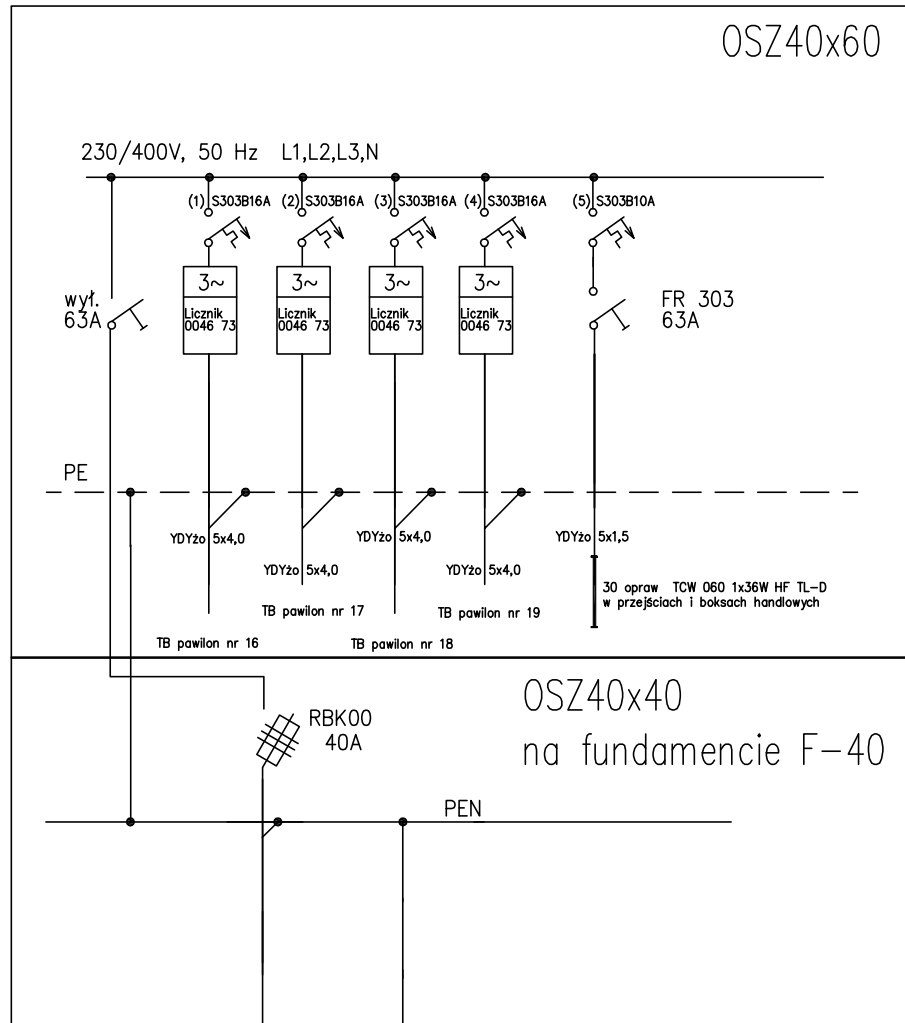 OSZ40x60
230/400V, 50 Hz L1,L2,L3,N
(1) S303B16A (2) S303B16A (3) S303B16A (4) S303B16A (5) S303B10A
3~ 3~ 3~ 3~
wył.
63A
Licznik
0046 73
Licznik
0046 73
Licznik
0046 73
Licznik
0046 73
FR 303
63A
PE
YDYżo 5x4,0 YDYżo 5x4,0 YDYżo 5x1,5
YDYżo 5x4,0 YDYżo 5x4,0
30 opraw TCW 060 1x36W HF TL-D
w przejściach i boksach handlowych
TB pawilon nr 17 TB pawilon nr 19
TB pawilon nr 16 TB pawilon nr 18
OSZ40x40
na fundamencie F-40
RBK00
40A
PEN